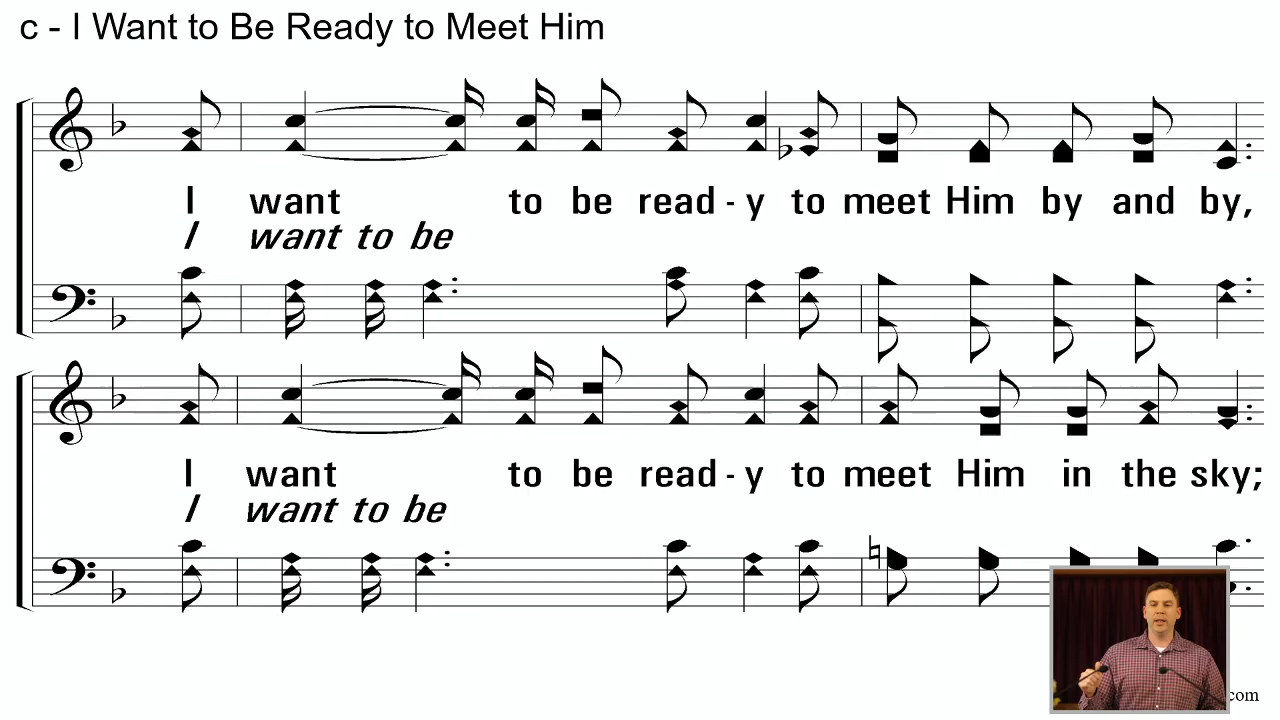 c - I Want to Be Ready to Meet Him
I want to be read - y to meet Him by and by,
I want to be
I want to be read - y to meet Him in the sky;
I want to be
.com